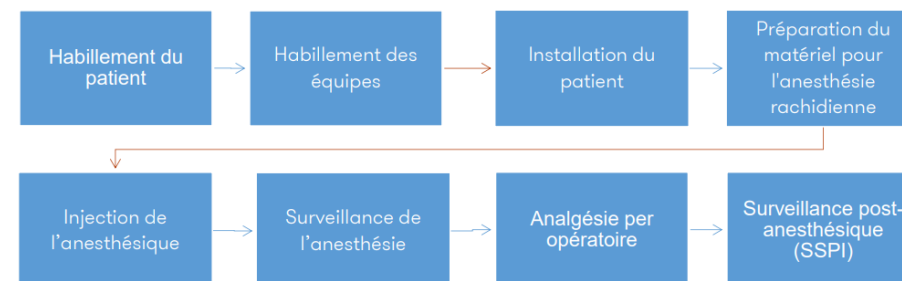 Habillement du
patient
Habillement des
équipes
Installation du
patient
Préparation du
matériel pour
l'anesthésie
rachidienne
Injection de
l'anesthésique
Surveillance de
l'anesthésie
Analgésie per
opératoire
Surveillance post-
anesthésique
(SSPI)